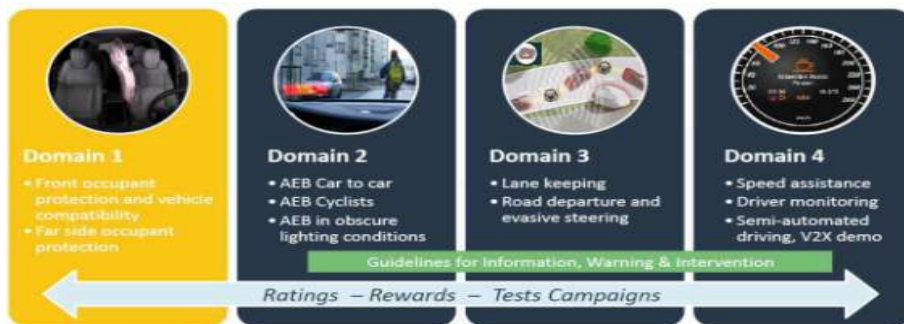 Domain 1
• Front occupant
protection and vehicle
compatibility
• Far side occupant
protection
Domain 2
• AEB Car to car
• AEB Cyclists
• AEB in obscure
lighting conditions
Domain 3
• Lane keeping
• Road departure and
evasive steering
Domain 4
• Speed assistance
• Driver monitoring
• Semi-automated
driving, V2X demo
Guidelines for Information, Warning & Intervention
Ratings – Rewards – Tests Campaigns